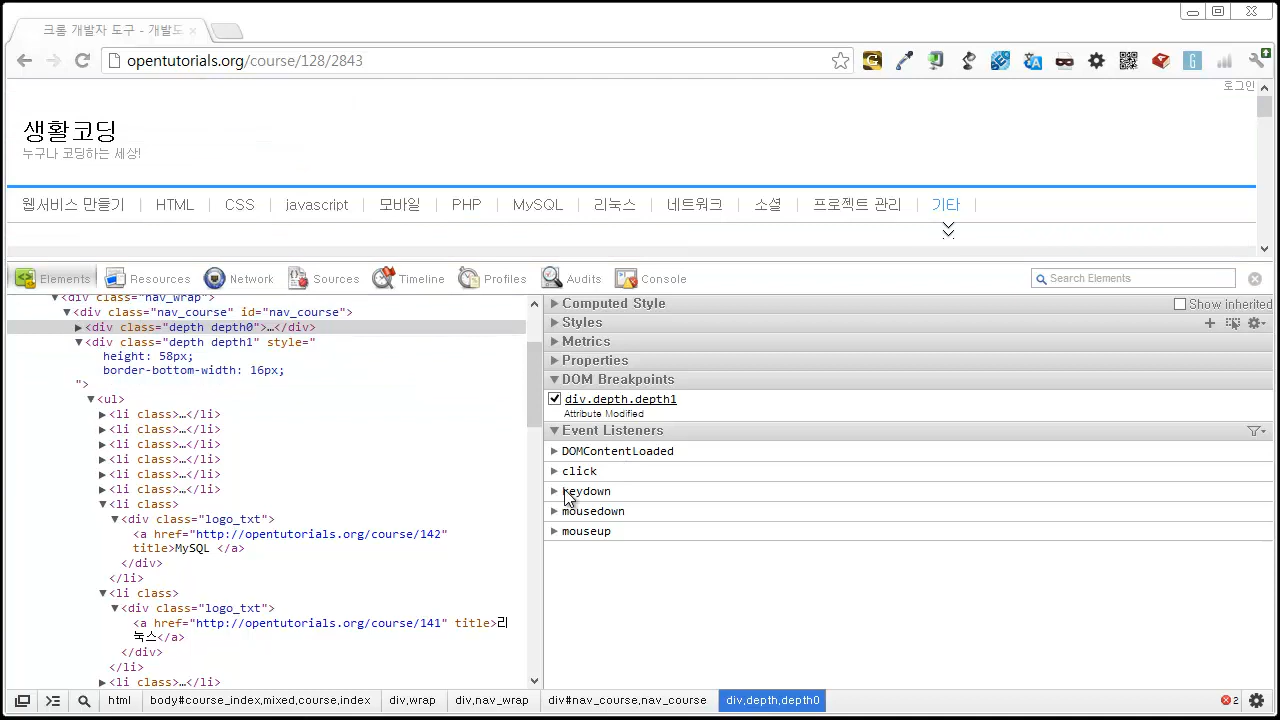 크롬 개발자 도구 - 개발도
opentutorials.org/course/128/2843
로그인
생활코딩
누구나 코딩하는 세상!
웹서비스 만들기 HTML CSS javascript 모바일 PHP MySQL 리눅스 네트워크 소셜 프로젝트 관리 기타
Elements Resources Network Sources Timeline Profiles Audits Console Search Elements
<div class="nav_wrap">
<div class="nav_course" id="nav_course">
<div class="depth depth0">…</div>
<div class="depth depth1" style="
height: 58px;
border-bottom-width: 16px;
">
<ul>
<li class>…</li>
<li class>…</li>
<li class>…</li>
<li class>…</li>
<li class>…</li>
<li class>…</li>
<li class>
<div class="logo_txt">
<a href="http://opentutorials.org/course/142"
title>MySQL </a>
</div>
</li>
<li class>
<div class="logo_txt">
<a href="http://opentutorials.org/course/141" title>리
눅스</a>
</div>
</li>
<li class>…</li>
Computed Style Show inherited
Styles
Metrics
Properties
DOM Breakpoints
div.depth.depth1
Attribute Modified
Event Listeners
DOMContentLoaded
click
keydown
mousedown
mouseup
html body#course_index,mixed,course,index div,wrap div,nav_wrap div#nav_course,nav_course div,depth,depth0 2